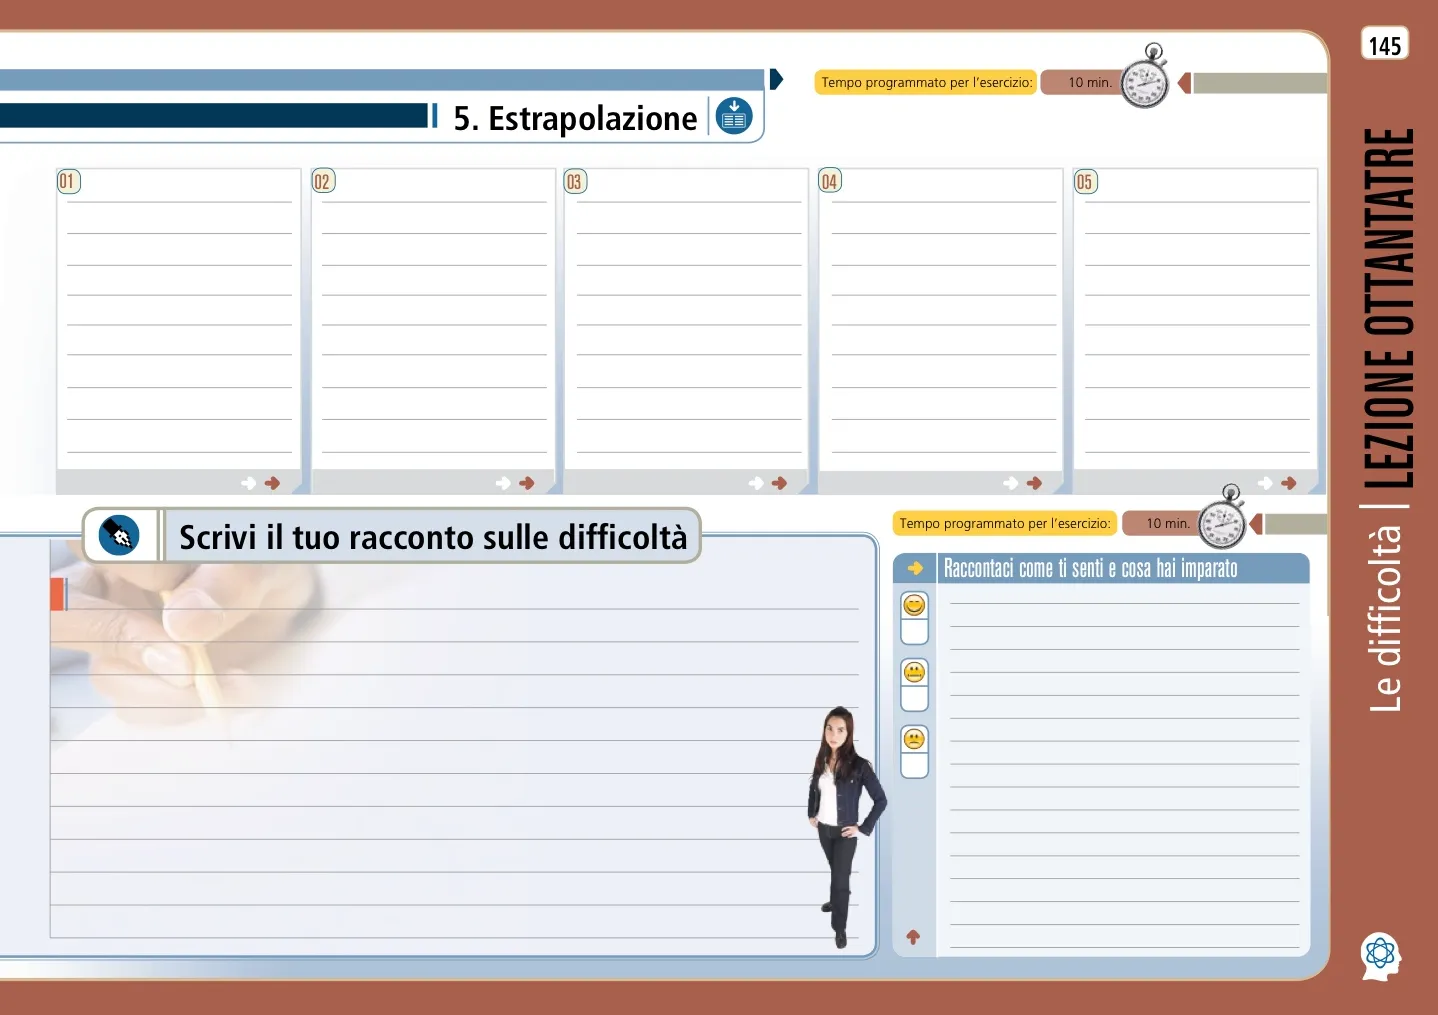 145
Tempo programmato per l'esercizio: 10 min.
5. Estrapolazione
01 02 03 04 05
Scrivi il tuo racconto sulle difficoltà
Tempo programmato per l'esercizio: 10 min.
Raccontaci come ti senti e cosa hai imparato
Le difficoltà | LEZIONE OTTANTATRE